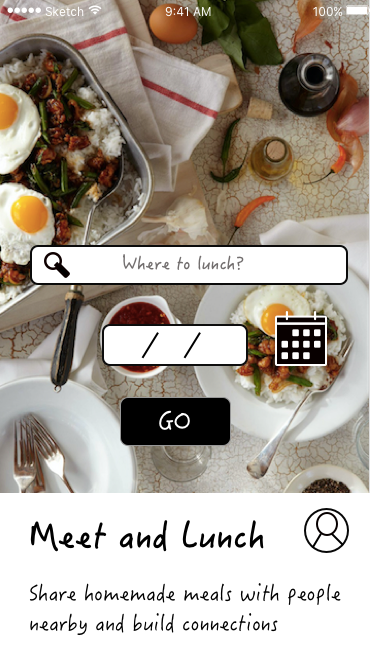 Sketch 9:41 AM 100%
Where to lunch?
/ /
GO
Meet and Lunch
Share homemade meals with people
nearby and build connections